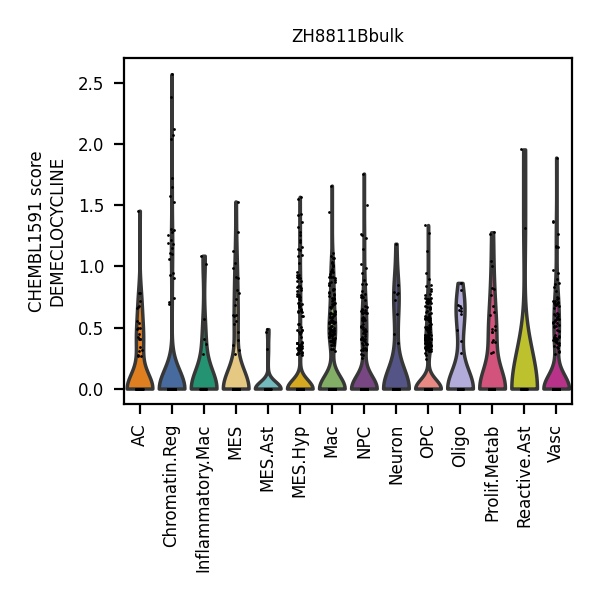 ZH8811Bbulk
CHEMBL1591 score
DEMECLOCYCLINE
2.5
2.0
1.5
1.0
0.5
0.0
AC
Chromatin.Reg
Inflammatory.Mac
MES
MES.Ast
MES.Hyp
Mac
NPC
Neuron
OPC
Oligo
Prolif.Metab
Reactive.Ast
Vasc